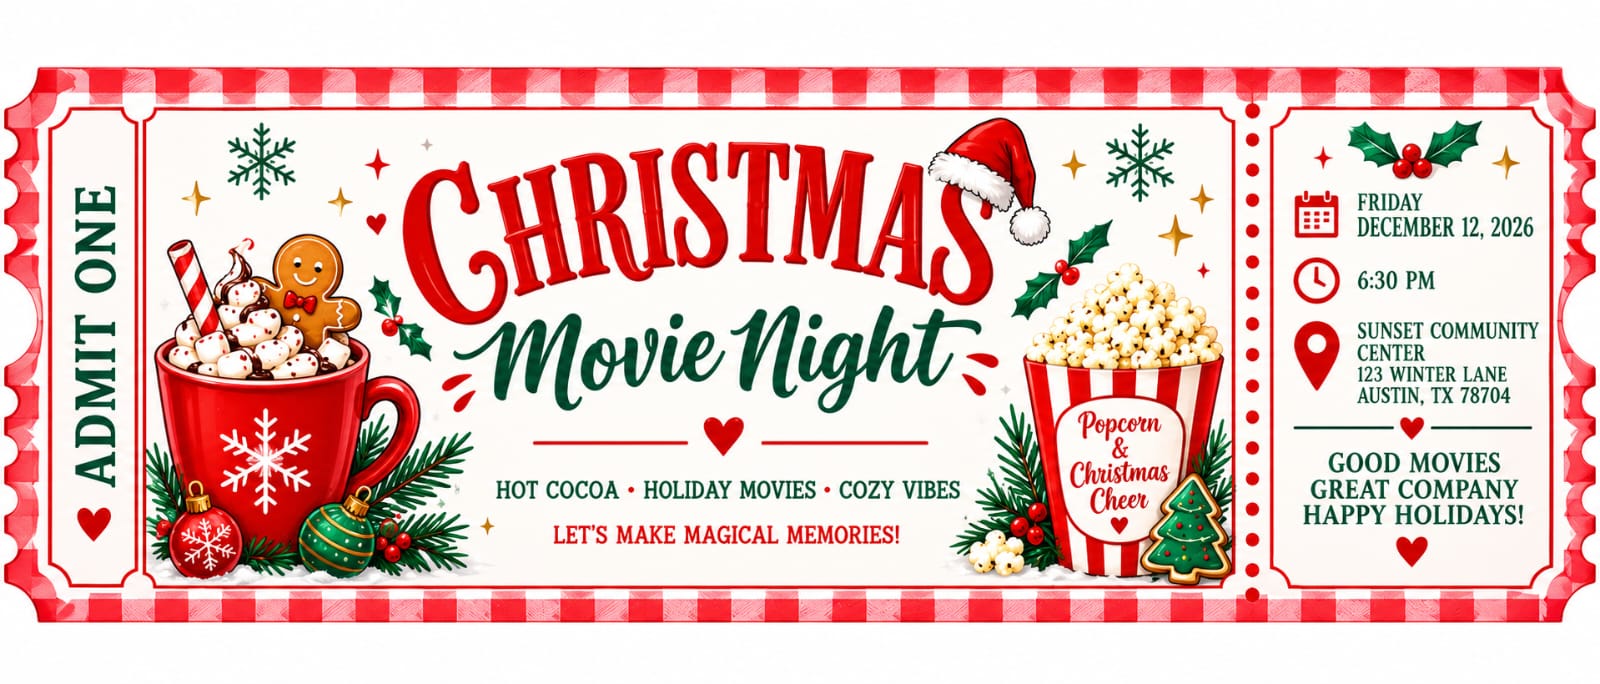 ADMIT ONE
CHRISTMAS
Movie Night
HOT COCOA • HOLIDAY MOVIES • COZY VIBES
LET'S MAKE MAGICAL MEMORIES!
Popcorn
&
Christmas
Cheer
FRIDAY
DECEMBER 12, 2026
6:30 PM
SUNSET COMMUNITY
CENTER
123 WINTER LANE
AUSTIN, TX 78704
GOOD MOVIES
GREAT COMPANY
HAPPY HOLIDAYS!